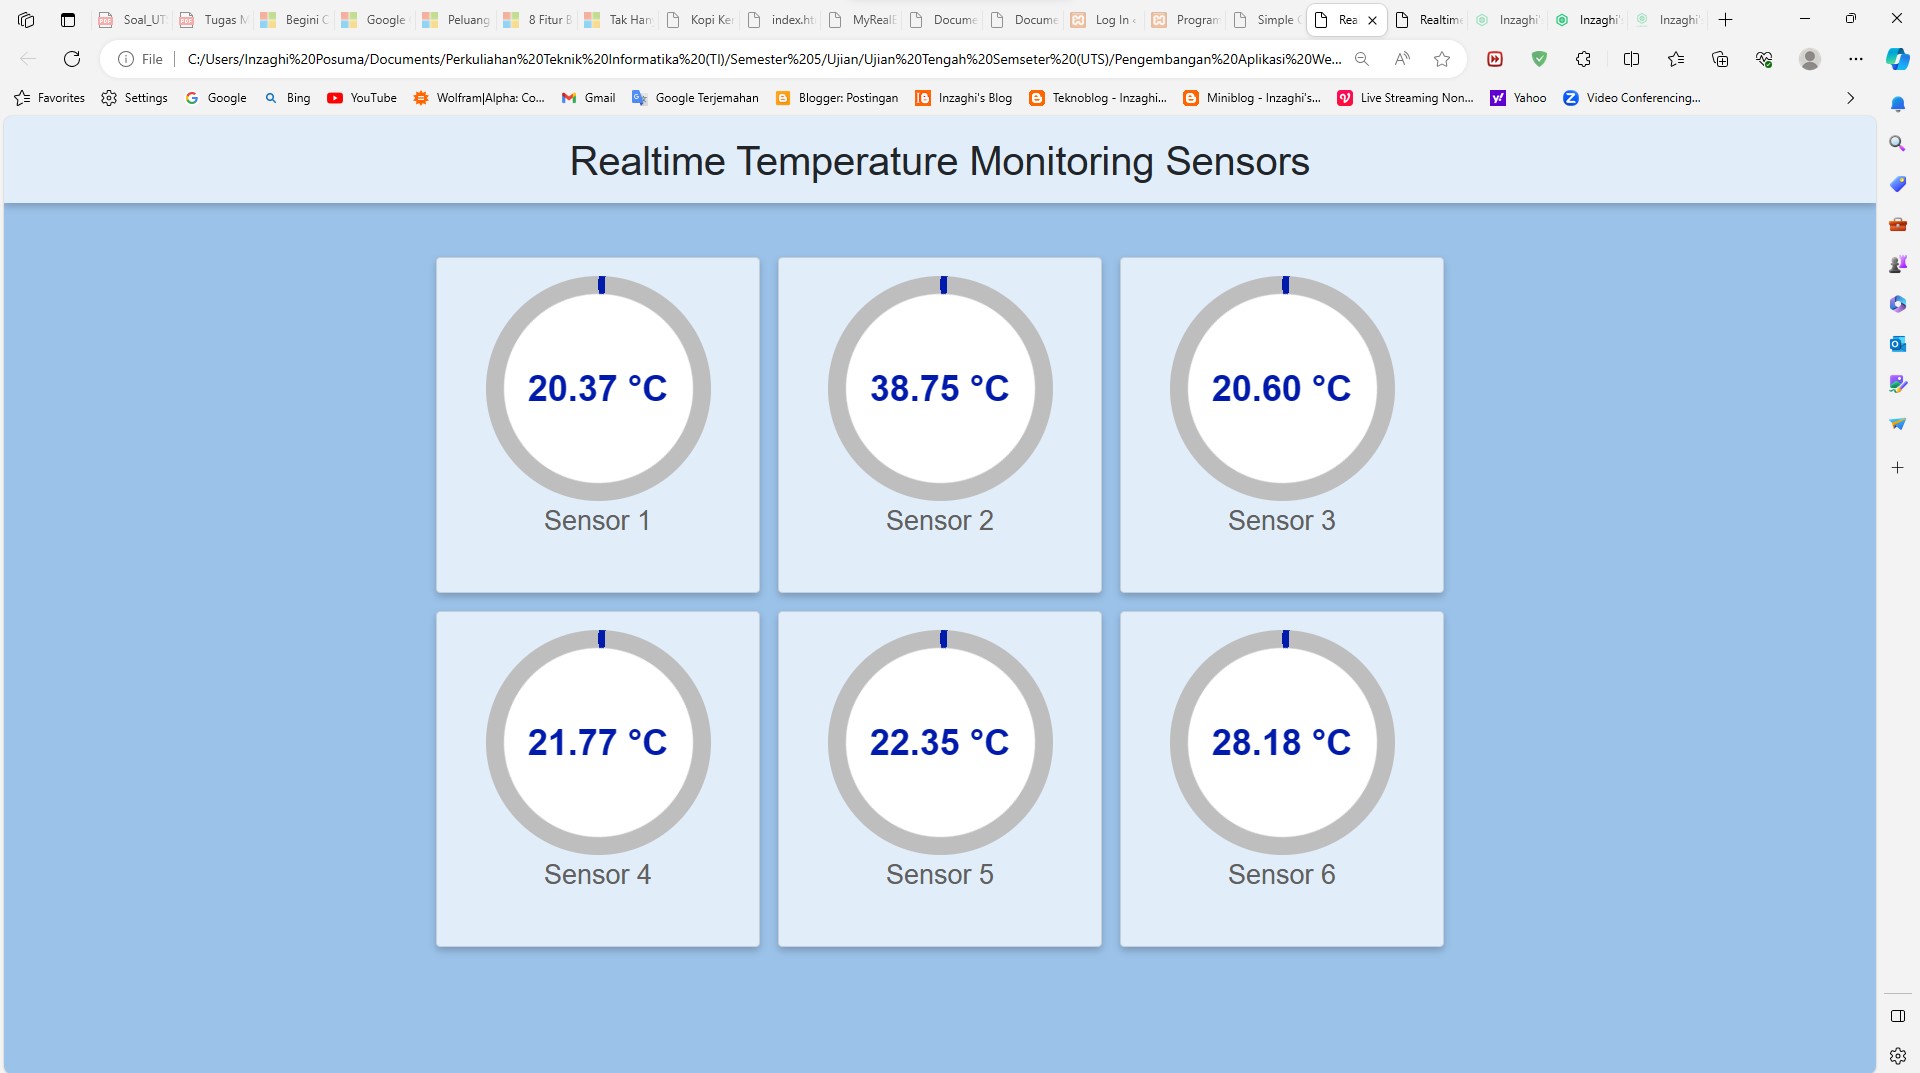 Soal_UT
Tugas M
Begini C
Google
Peluang
8 Fitur B
Tak Han
Kopi Ker
index.ht
MyRealE
Docume
Docume
Log In ‹
Program
Simple C
Rea
Realtim
Inzaghi'
Inzaghi'
Inzaghi'
File
C:/Users/Inzaghi%20Posuma/Documents/Perkuliahan%20Teknik%20Informatika%20(TI)/Semester%205/Ujian/Ujian%20Tengah%20Semseter%20(UTS)/Pengembangan%20Aplikasi%20We...
Favorites
Settings
Google
Bing
YouTube
Wolfram|Alpha: Co...
Gmail
Google Terjemahan
Blogger: Postingan
Inzaghi's Blog
Teknoblog - Inzaghi...
Miniblog - Inzaghi's...
Live Streaming Non...
Yahoo
Video Conferencing...
Realtime Temperature Monitoring Sensors
20.37 °C
38.75 °C
20.60 °C
Sensor 1
Sensor 2
Sensor 3
21.77 °C
22.35 °C
28.18 °C
Sensor 4
Sensor 5
Sensor 6